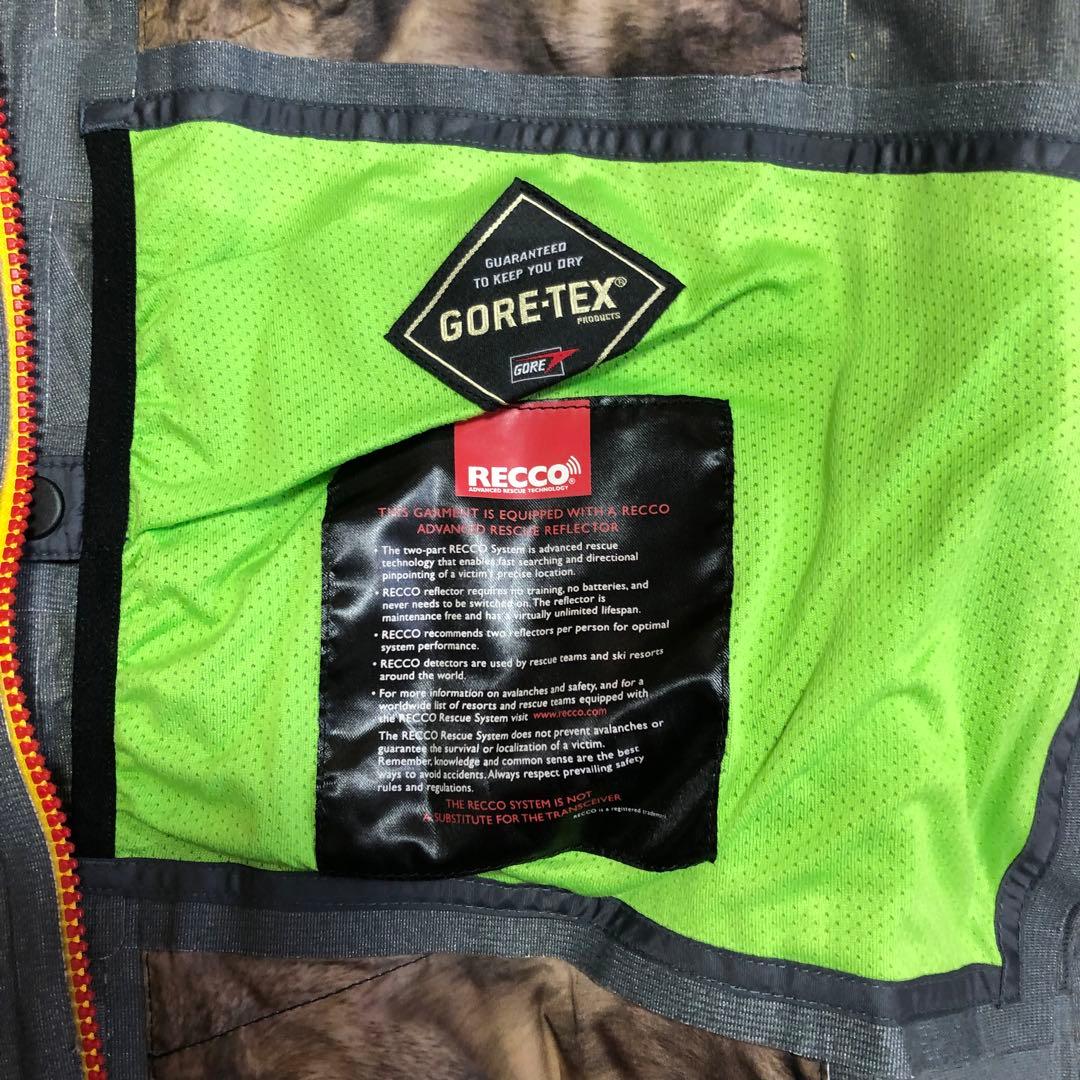 GUARANTEED
TO KEEP YOU DRY
GORE-TEX®
PRODUCTS
GORE
RECCO®
ADVANCED RESCUE TECHNOLOGY
THIS GARMENT IS EQUIPPED WITH A RECCO
ADVANCED RESCUE REFLECTOR
• The two-part RECCO System is advanced rescue
technology that enables fast searching and directional
pinpointing of a victim's precise location.
• RECCO reflector requires no training, no batteries, and
never needs to be switched on. The reflector is
maintenance free and has a virtually unlimited lifespan.
• RECCO recommends two reflectors per person for optimal
system performance.
• RECCO detectors are used by rescue teams and ski resorts
around the world.
• For more information on avalanches and safety, and for a
worldwide list of resorts and rescue teams equipped with
the RECCO Rescue System visit www.recco.com
The RECCO Rescue System does not prevent avalanches or
guarantee the survival or localization of a victim.
Remember, knowledge and common sense are the best
ways to avoid accidents. Always respect prevailing safety
rules and regulations.
THE RECCO SYSTEM IS NOT
A SUBSTITUTE FOR THE TRANSCEIVER
RECCO is a registered trademark